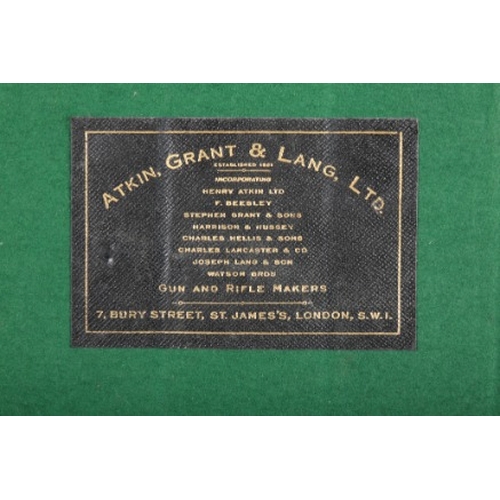 ATKIN, GRANT & LANG, LTD.
ESTABLISHED 1821
INCORPORATING
HENRY ATKIN LTD
F. BEESLEY
STEPHEN GRANT & SONS
HARRISON & HUSSEY
CHARLES HELLIS & SONS
CHARLES LANCASTER & CO.
JOSEPH LANG & SON
WATSON BROS
GUN AND RIFLE MAKERS
7, BURY STREET, ST. JAMES'S, LONDON, S.W.1.